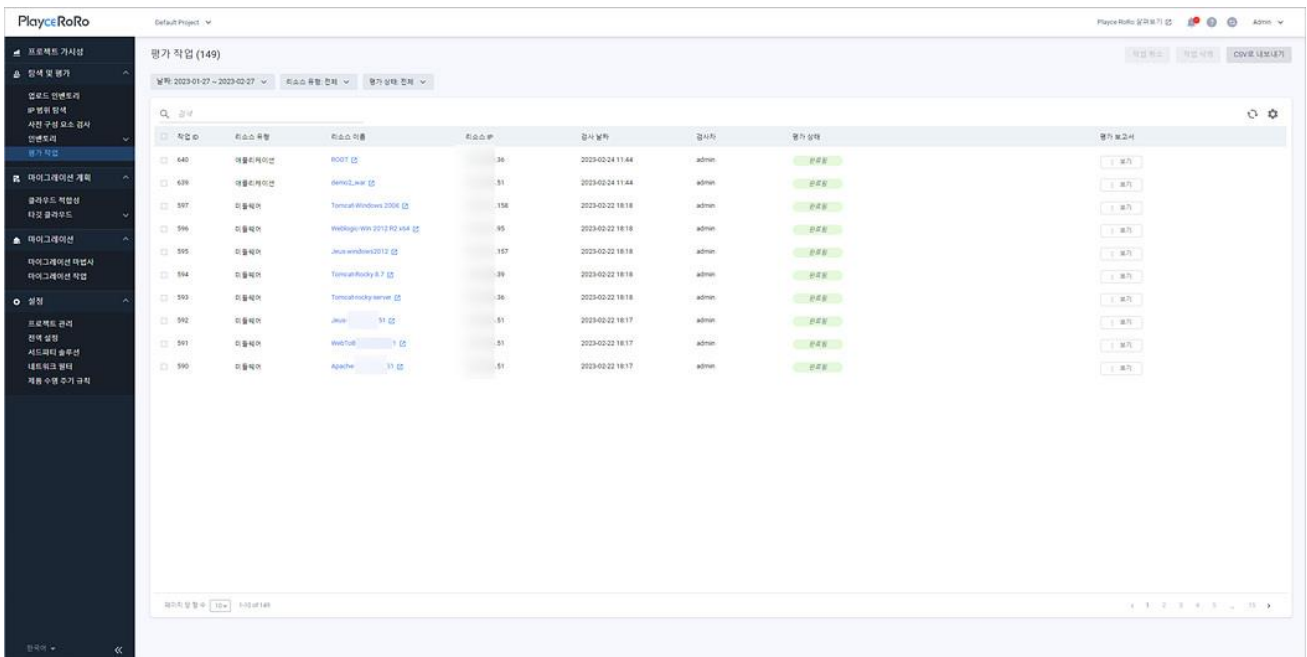 PlayceRoRo
Default Project
Playce RoRo 살펴보기
Admin
프로젝트 가시성
탐색 및 평가
업로드 인벤토리
IP 범위 탐색
사전 구성 요소 검사
인벤토리
평가 작업
마이그레이션 계획
클라우드 적합성
타깃 클라우드
마이그레이션
마이그레이션 마법사
마이그레이션 작업
설정
프로젝트 관리
전역 설정
서드파티 솔루션
네트워크 필터
제품 수명 주기 규칙
한국어
평가 작업 (149)
작업 취소 작업 삭제 CSV로 내보내기
날짜: 2023-01-27 ~ 2023-02-27 리소스 유형: 전체 평가 상태: 전체
검색
작업 ID 리소스 유형 리소스 이름 리소스 IP 검사 날짜 검사자 평가 상태 평가 보고서
640 애플리케이션 ROOT .36 2023-02-24 11:44 admin 완료됨 보기
639 애플리케이션 demo2_war .51 2023-02-24 11:44 admin 완료됨 보기
597 미들웨어 Tomcat-Windows 2008 .158 2023-02-22 18:18 admin 완료됨 보기
596 미들웨어 Weblogic-Win 2012 R2 x64 .95 2023-02-22 18:18 admin 완료됨 보기
595 미들웨어 Jeus-windows2012 .157 2023-02-22 18:18 admin 완료됨 보기
594 미들웨어 Tomcat-Rocky 8.7 .39 2023-02-22 18:18 admin 완료됨 보기
593 미들웨어 Tomcat-rocky-server .36 2023-02-22 18:18 admin 완료됨 보기
592 미들웨어 Jeus- 51 .51 2023-02-22 18:17 admin 완료됨 보기
591 미들웨어 WebToB 1 .51 2023-02-22 18:17 admin 완료됨 보기
590 미들웨어 Apache 51 .51 2023-02-22 18:17 admin 완료됨 보기
페이지 당 행 수 10 1-10 of 149
1 2 3 4 5 ... 15